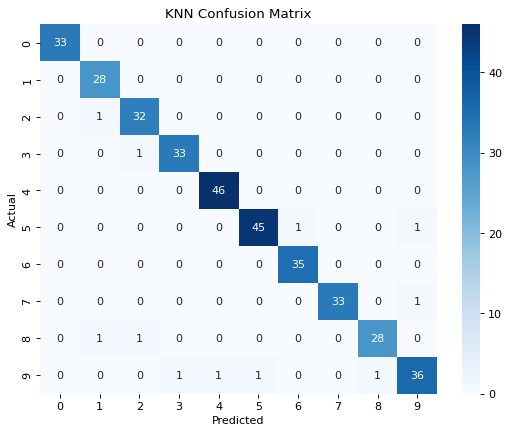 KNN Confusion Matrix
0 33 0 0 0 0 0 0 0 0 0
1 0 28 0 0 0 0 0 0 0 0
2 0 1 32 0 0 0 0 0 0 0
3 0 0 1 33 0 0 0 0 0 0
4 0 0 0 0 46 0 0 0 0 0
5 0 0 0 0 0 45 1 0 0 1
6 0 0 0 0 0 0 35 0 0 0
7 0 0 0 0 0 0 0 33 0 1
8 0 1 1 0 0 0 0 0 28 0
9 0 0 0 1 1 1 0 0 1 36
0 1 2 3 4 5 6 7 8 9
Predicted
Actual
40
30
20
10
0